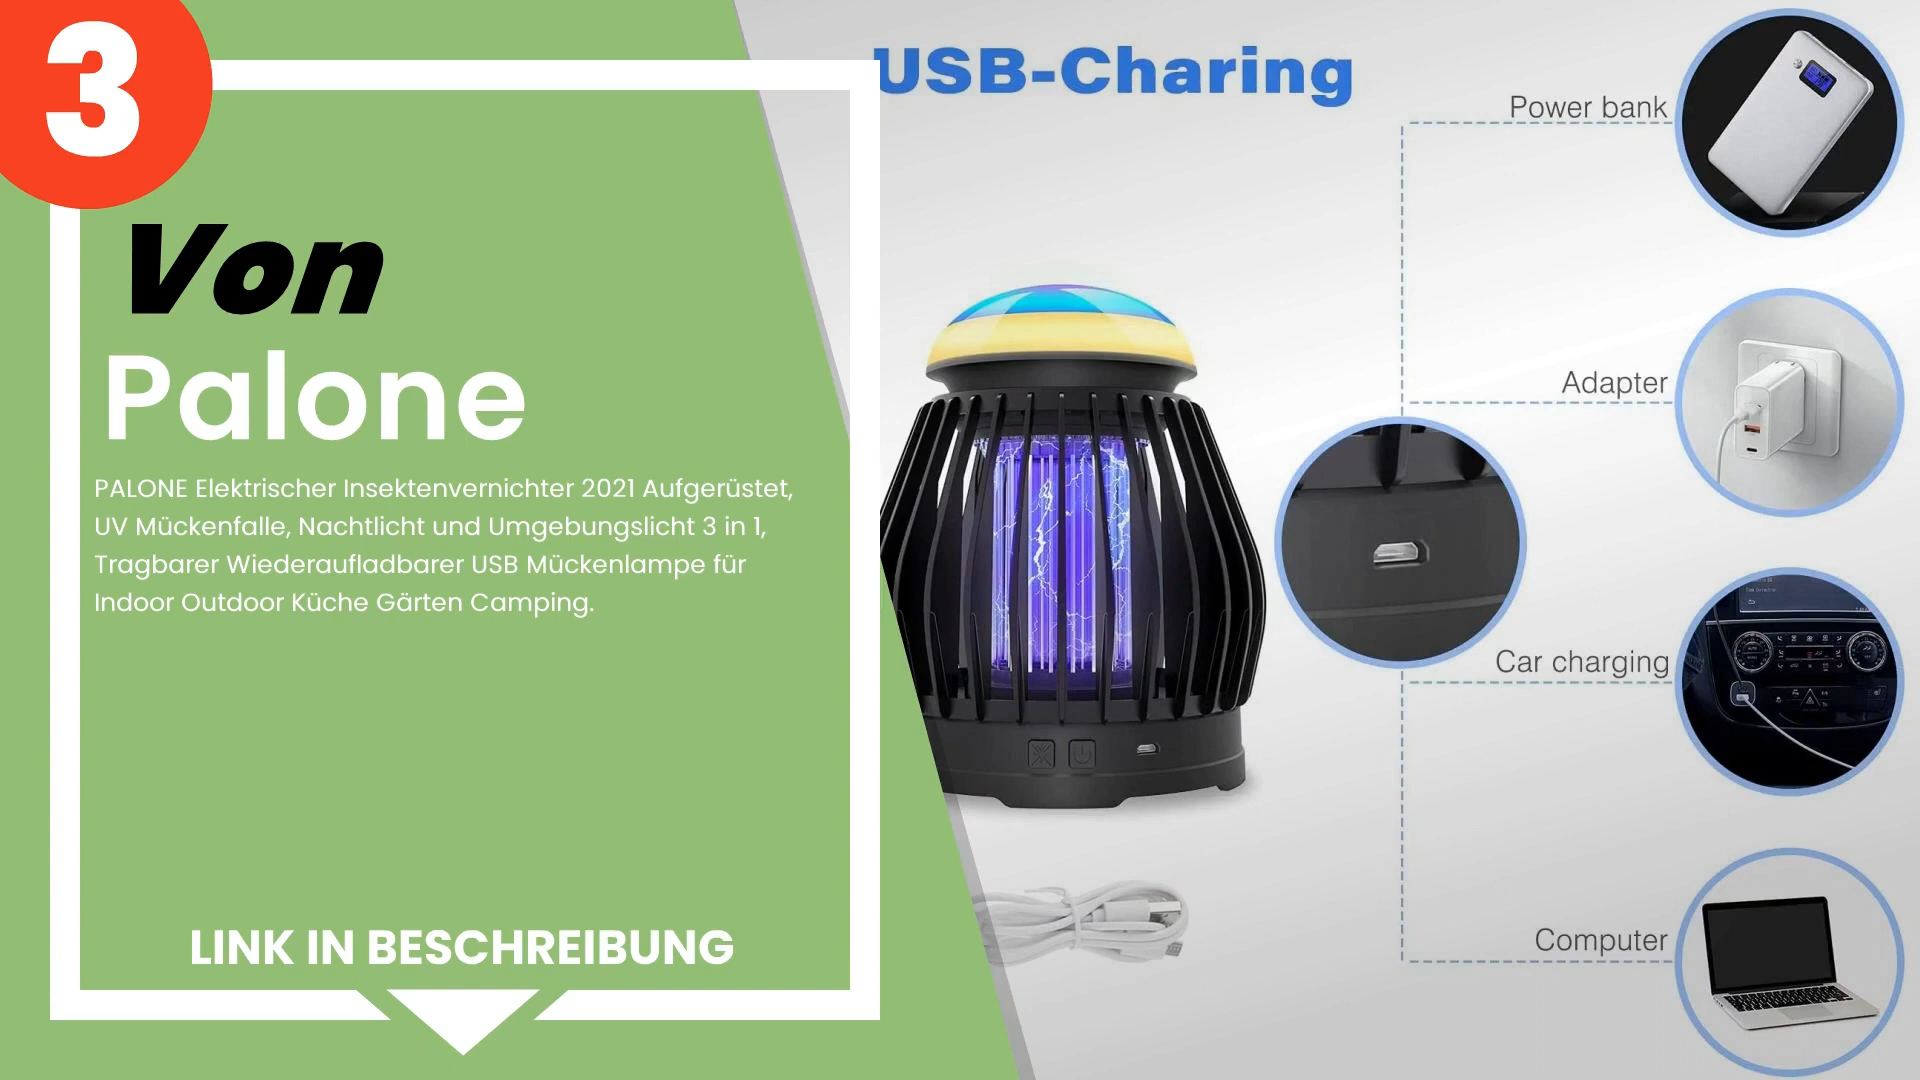 3
Von
Palone
PALONE Elektrischer Insektenvernichter 2021 Aufgerüstet,
UV Mückenfalle, Nachtlicht und Umgebungslicht 3 in 1,
Tragbarer Wiederaufladbarer USB Mückenlampe für
Indoor Outdoor Küche Gärten Camping.
LINK IN BESCHREIBUNG
USB-Charing
Power bank
Adapter
Car charging
Computer